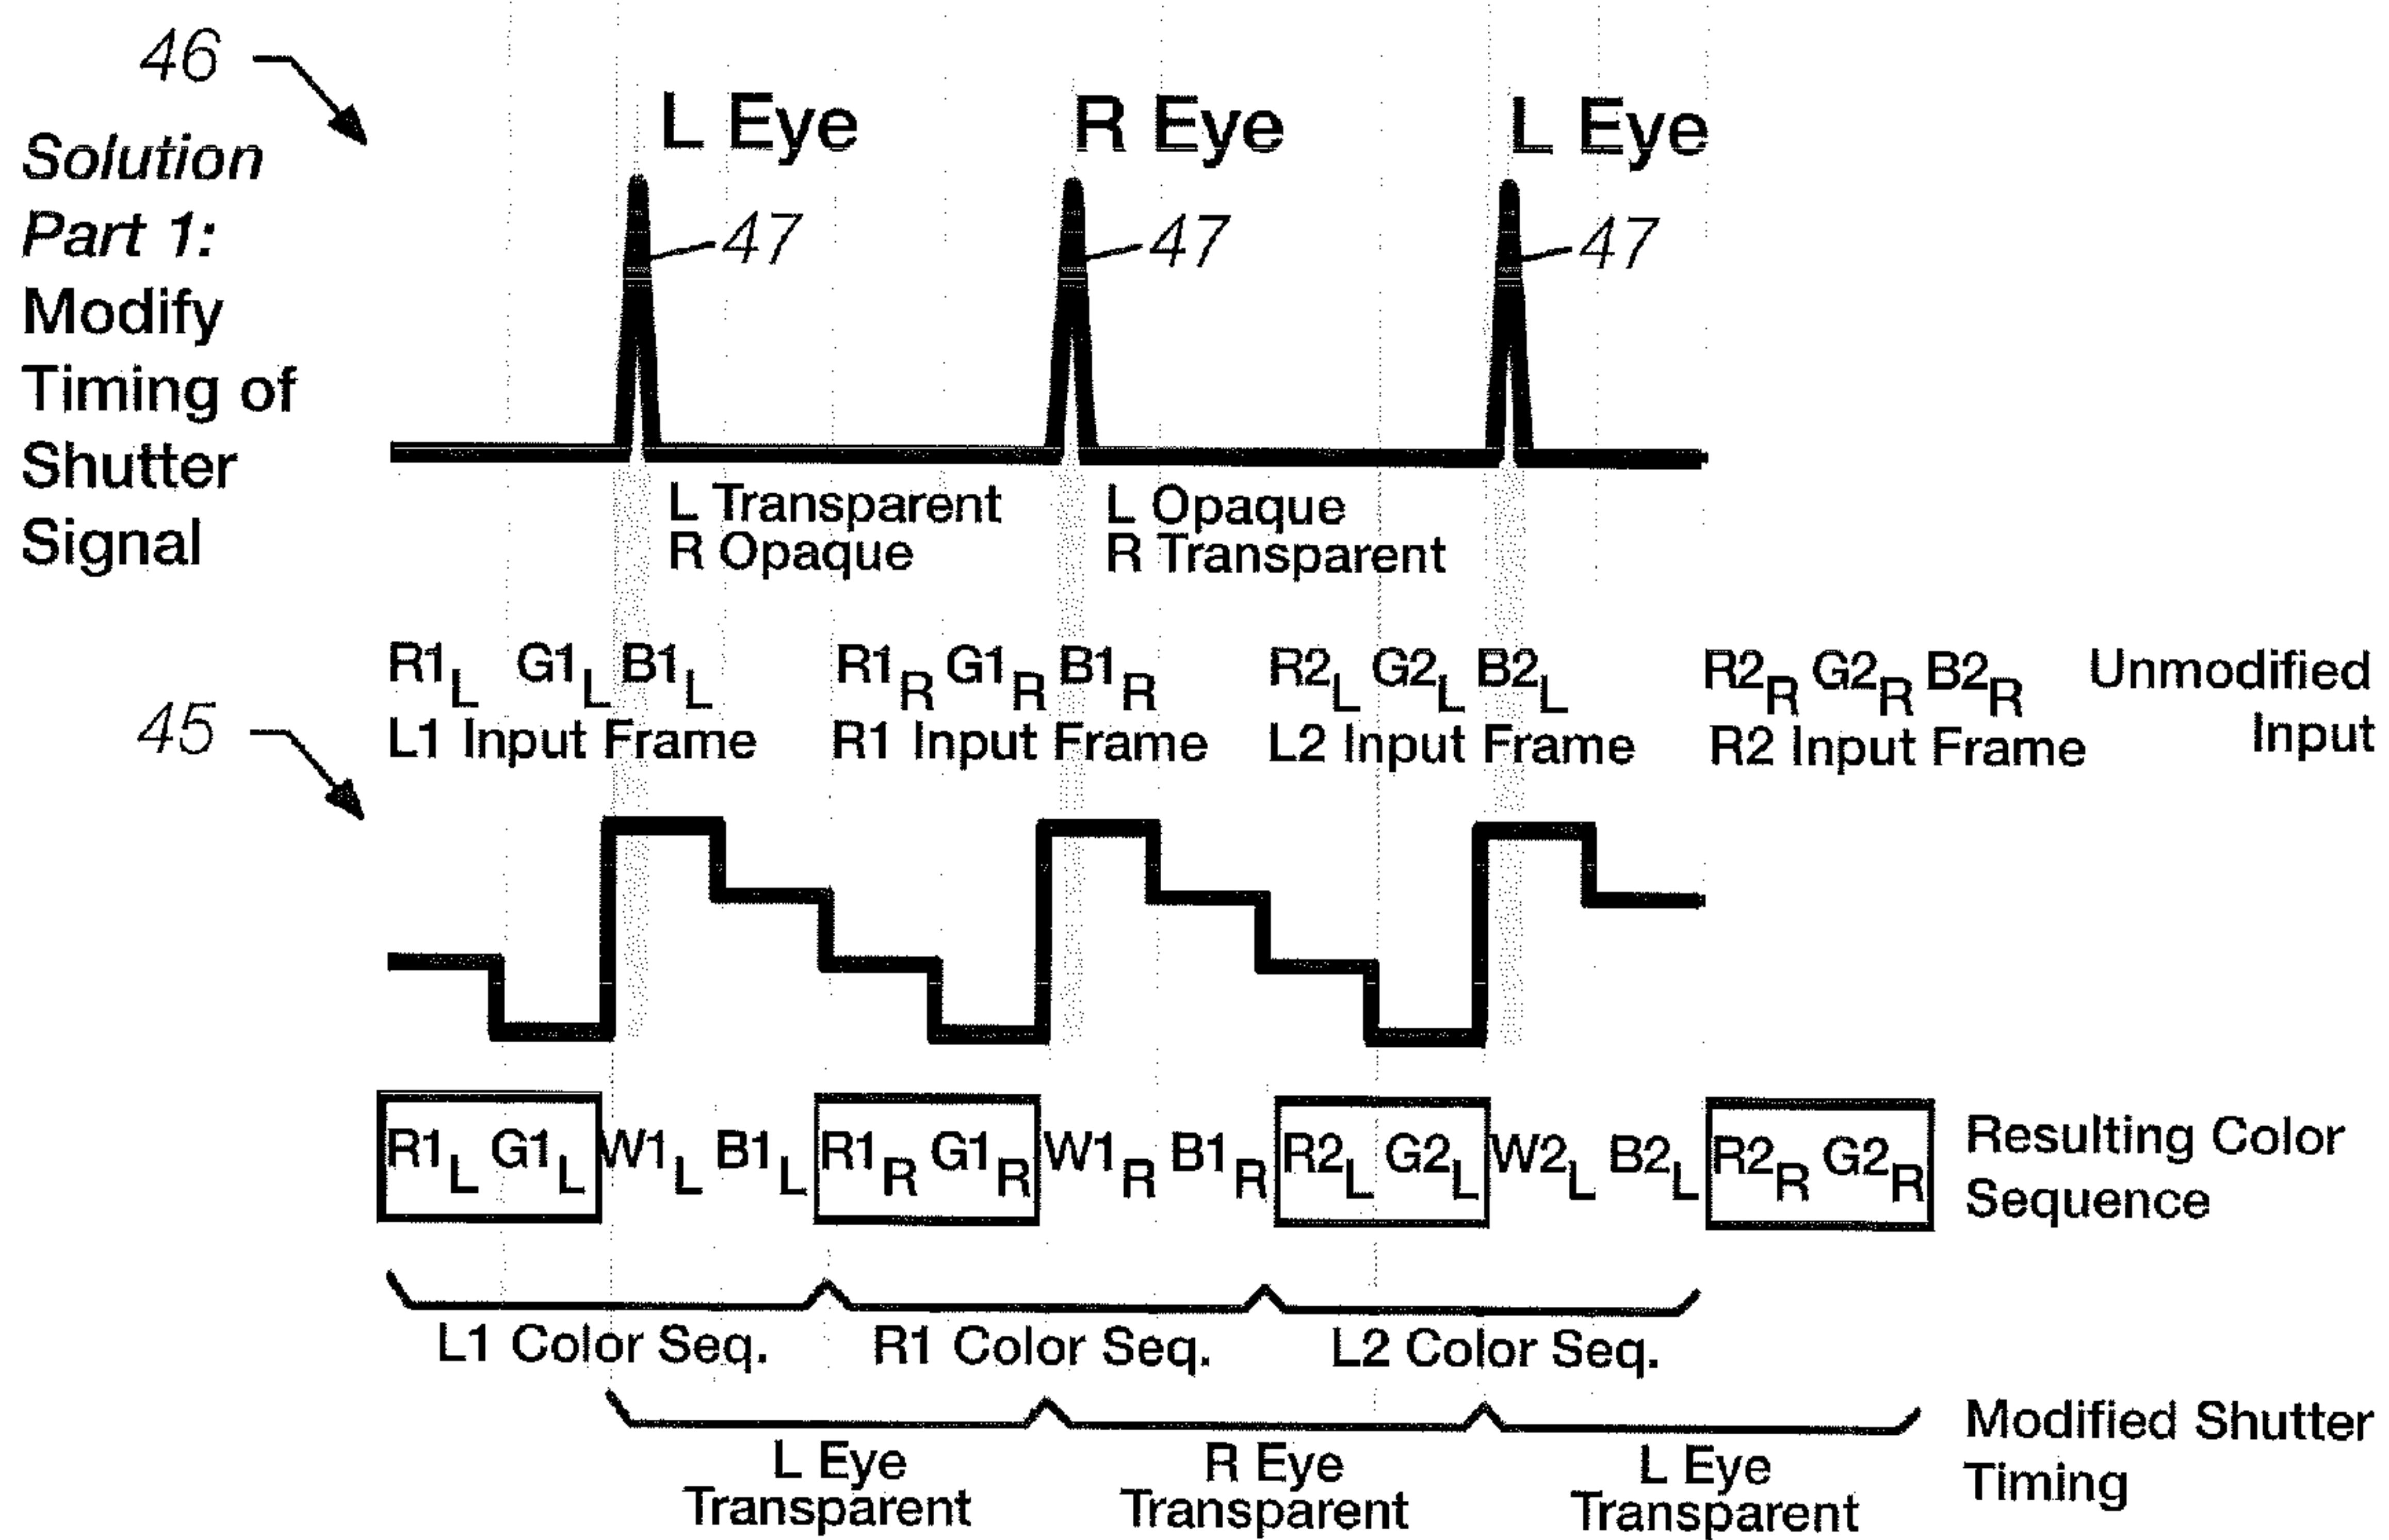 46
Solution
Part 1:
Modify
Timing of
Shutter
Signal
L Eye R Eye L Eye
47 47 47
L Transparent L Opaque
R Opaque R Transparent
R1L G1L B1L R1R G1R B1R R2L G2L B2L R2R G2R B2R Unmodified
L1 Input Frame R1 Input Frame L2 Input Frame R2 Input Frame Input
45
R1L G1L W1L B1L R1R G1R W1R B1R R2L G2L W2L B2L R2R G2R Resulting Color
Sequence
L1 Color Seq. R1 Color Seq. L2 Color Seq.
Modified Shutter
Timing
L Eye R Eye L Eye
Transparent Transparent Transparent